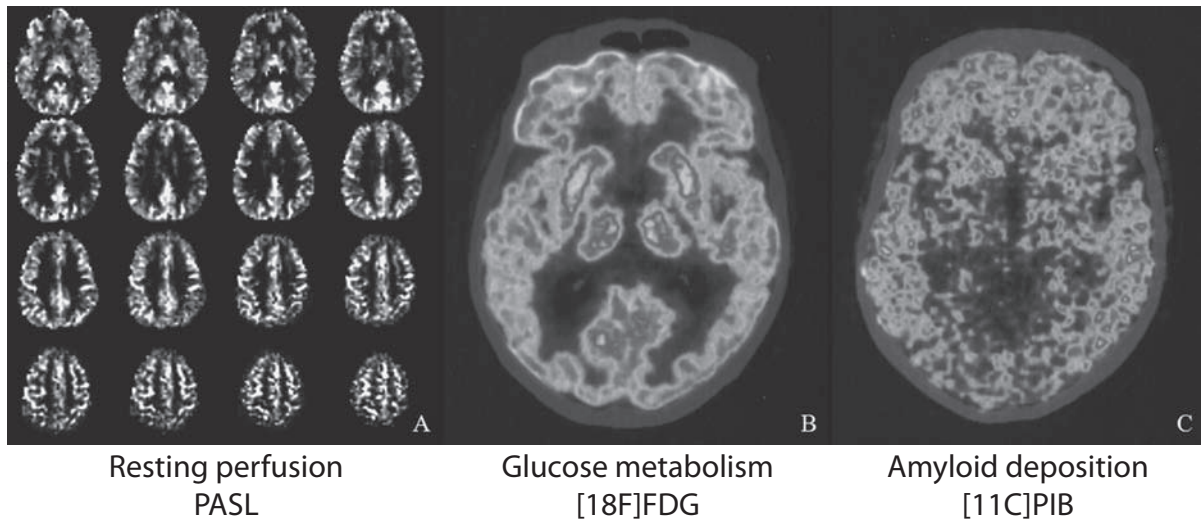 A
B
C
Resting perfusion
PASL
Glucose metabolism
[18F]FDG
Amyloid deposition
[11C]PIB